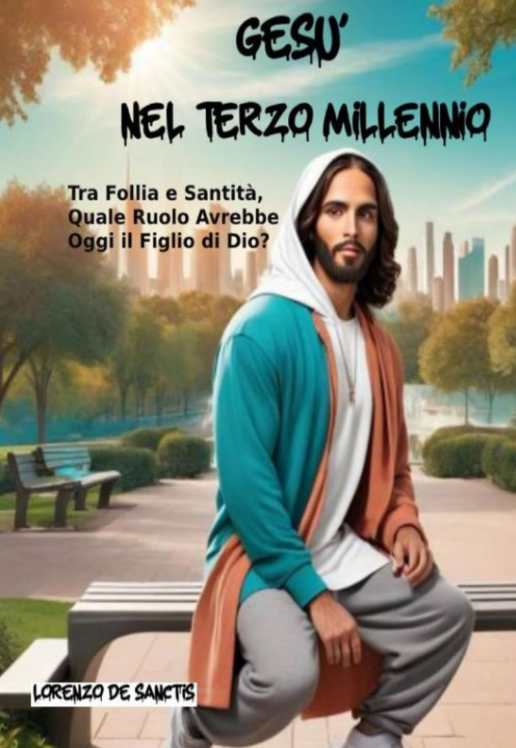 GESU'
NEL TERZO MILLENNIO
Tra Follia e Santità,
Quale Ruolo Avrebbe
Oggi il Figlio di Dio?
LORENZO DE SANCTIS